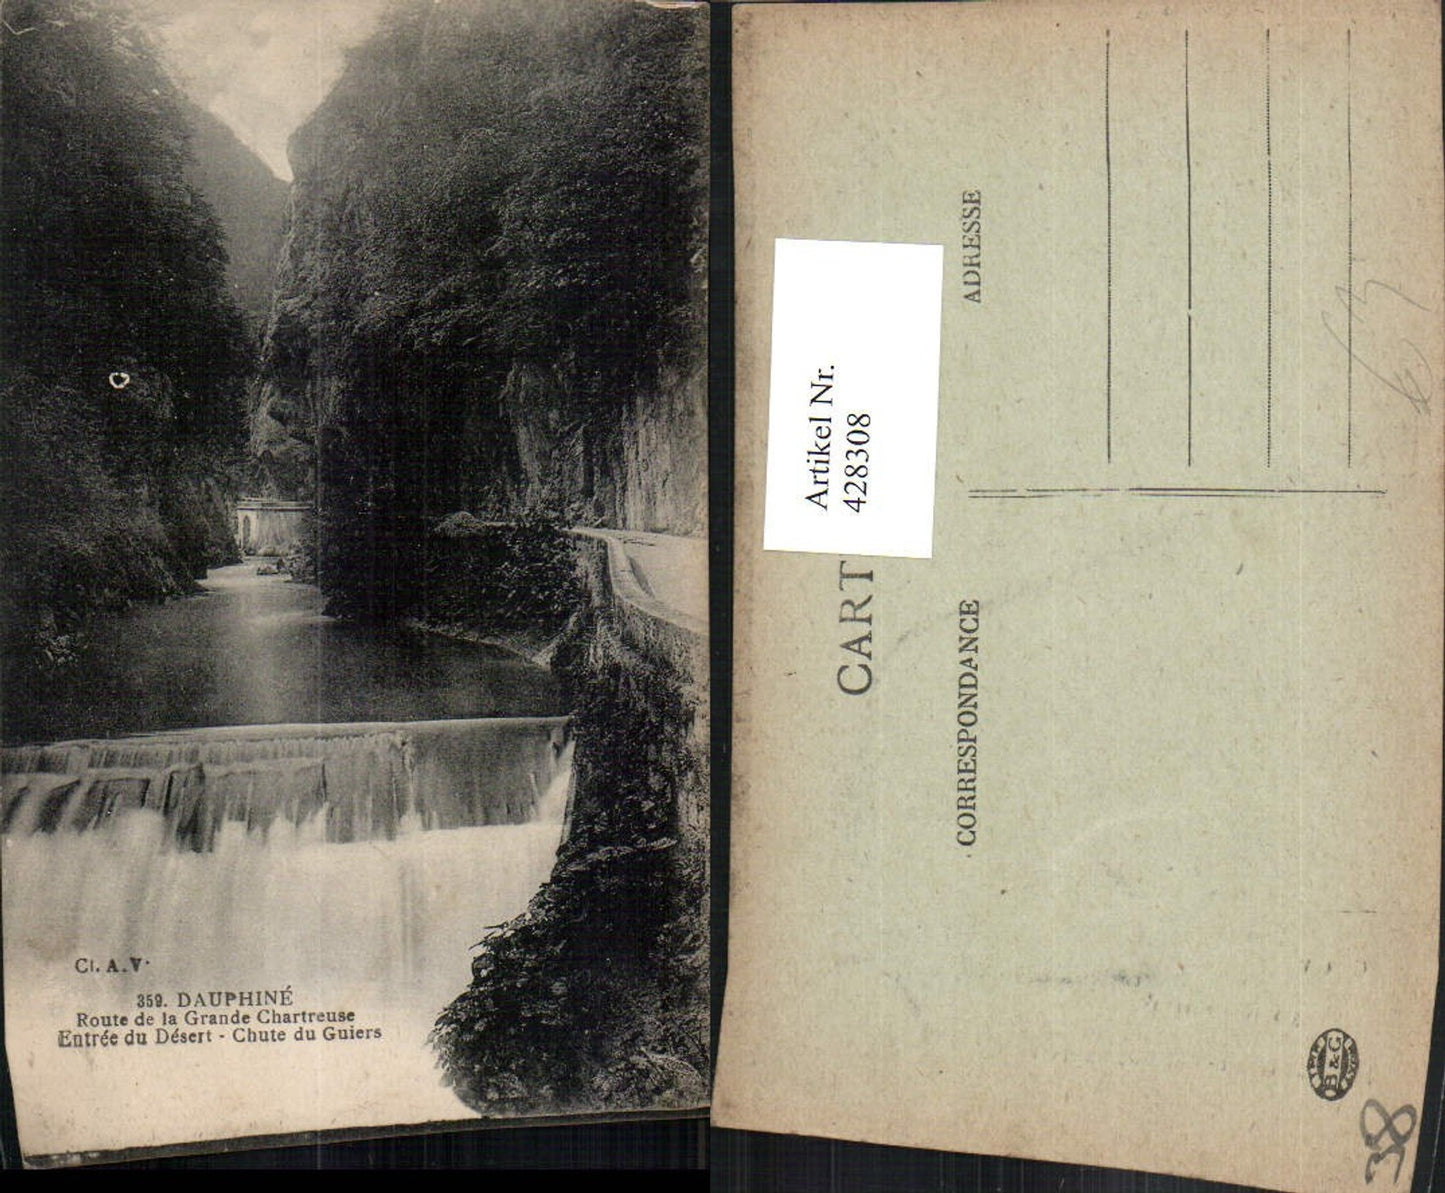 Cl. A.V.
359. DAUPHINÉ
Route de la Grande Chartreuse
Entrée du Désert - Chute du Guiers
Artikel Nr.
428308
CART
CORRESPONDANCE
ADRESSE
B & G
38